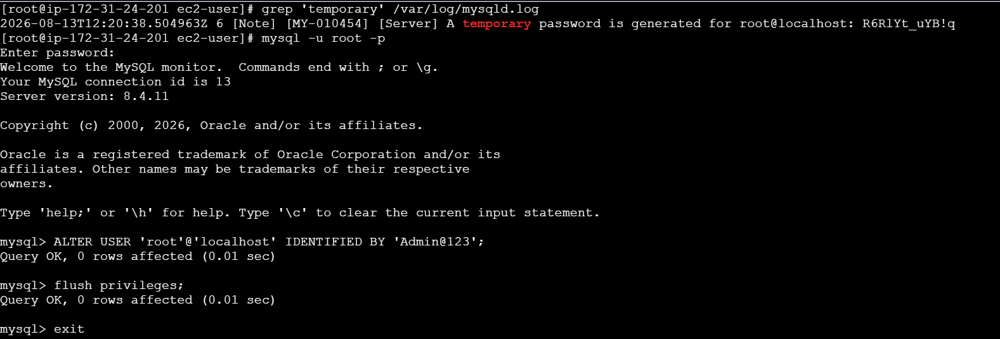 [root@ip-172-31-24-201 ec2-user]# grep 'temporary' /var/log/mysqld.log
2026-08-13T12:20:38.504963Z 6 [Note] [MY-010454] [Server] A temporary password is generated for root@localhost: R6RlYt_uYB!q
[root@ip-172-31-24-201 ec2-user]# mysql -u root -p
Enter password:
Welcome to the MySQL monitor.  Commands end with ; or \g.
Your MySQL connection id is 13
Server version: 8.4.11

Copyright (c) 2000, 2026, Oracle and/or its affiliates.

Oracle is a registered trademark of Oracle Corporation and/or its
affiliates. Other names may be trademarks of their respective
owners.

Type 'help;' or '\h' for help. Type '\c' to clear the current input statement.

mysql> ALTER USER 'root'@'localhost' IDENTIFIED BY 'Admin@123';
Query OK, 0 rows affected (0.01 sec)

mysql> flush privileges;
Query OK, 0 rows affected (0.01 sec)

mysql> exit